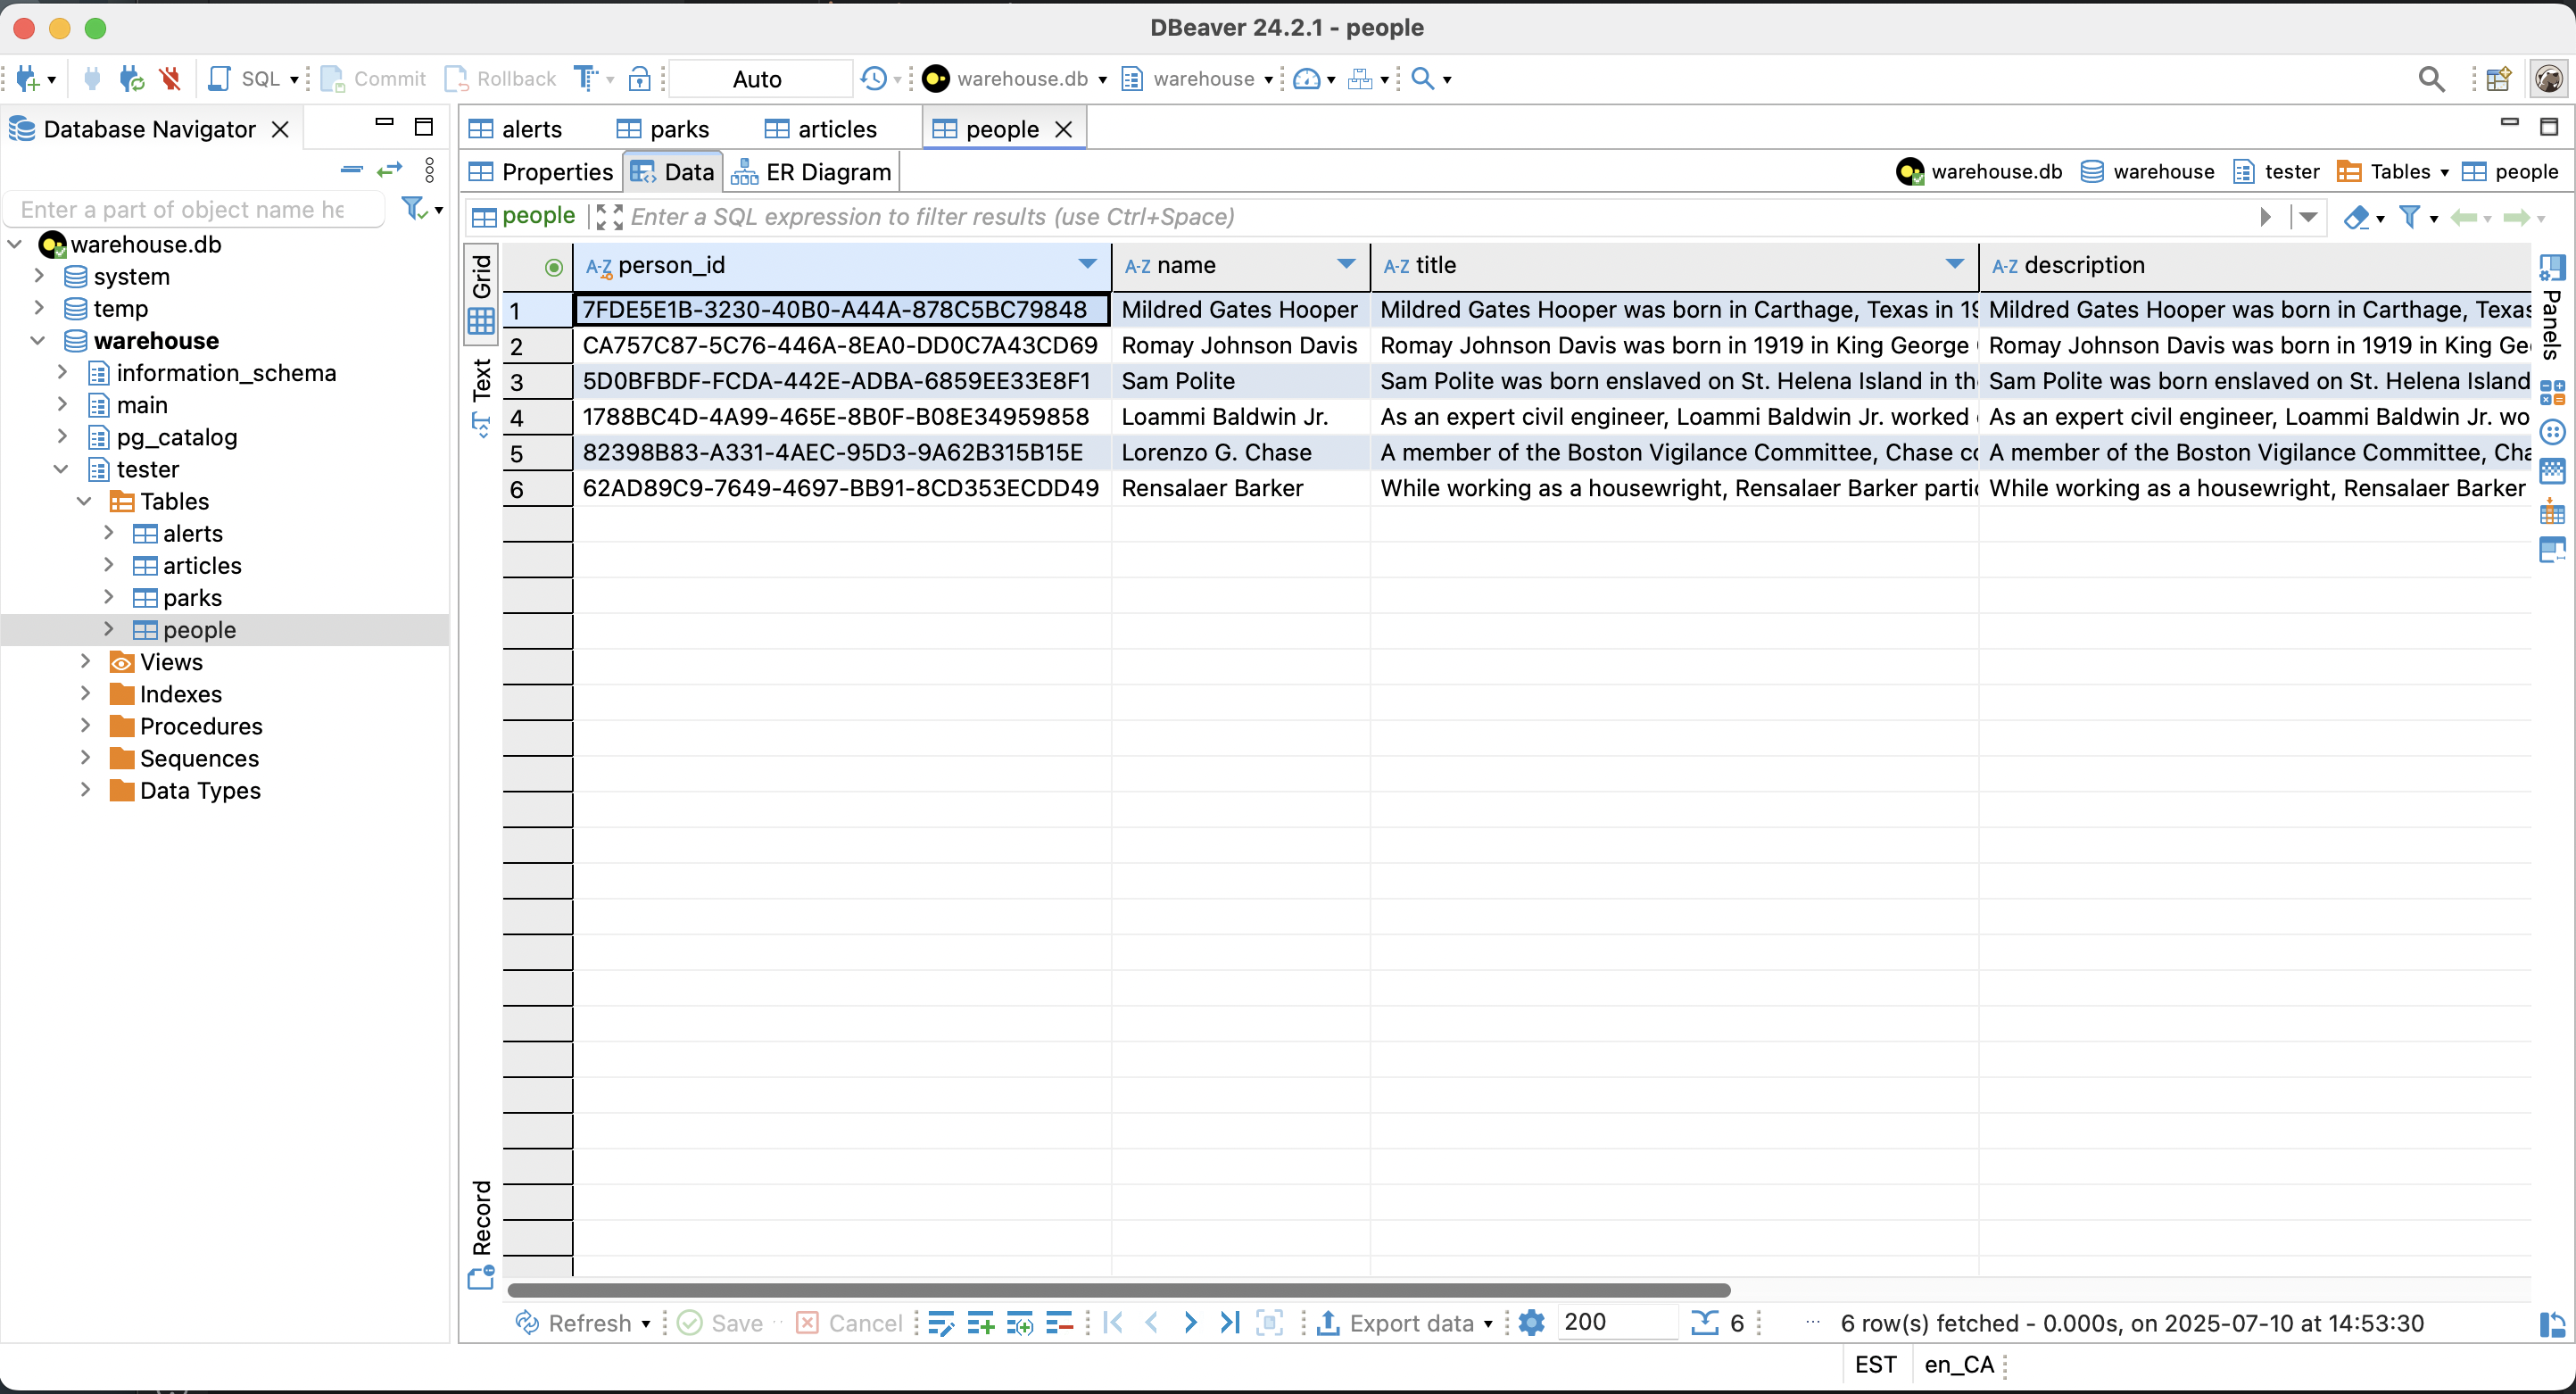 DBeaver 24.2.1 - people
SQL Commit Rollback Auto warehouse.db warehouse
Database Navigator
Enter a part of object name he
warehouse.db
system
temp
warehouse
information_schema
main
pg_catalog
tester
Tables
alerts
articles
parks
people
Views
Indexes
Procedures
Sequences
Data Types
alerts parks articles people
Properties Data ER Diagram warehouse.db warehouse tester Tables people
people Enter a SQL expression to filter results (use Ctrl+Space)
Grid
Text
Record
A-Z person_id A-Z name A-Z title A-Z description
1 7FDE5E1B-3230-40B0-A44A-878C5BC79848 Mildred Gates Hooper Mildred Gates Hooper was born in Carthage, Texas in 19 Mildred Gates Hooper was born in Carthage, Texas
2 CA757C87-5C76-446A-8EA0-DD0C7A43CD69 Romay Johnson Davis Romay Johnson Davis was born in 1919 in King George Romay Johnson Davis was born in 1919 in King Ge
3 5D0BFBDF-FCDA-442E-ADBA-6859EE33E8F1 Sam Polite Sam Polite was born enslaved on St. Helena Island in th Sam Polite was born enslaved on St. Helena Island
4 1788BC4D-4A99-465E-8B0F-B08E34959858 Loammi Baldwin Jr. As an expert civil engineer, Loammi Baldwin Jr. worked As an expert civil engineer, Loammi Baldwin Jr. wo
5 82398B83-A331-4AEC-95D3-9A62B315B15E Lorenzo G. Chase A member of the Boston Vigilance Committee, Chase co A member of the Boston Vigilance Committee, Cha
6 62AD89C9-7649-4697-BB91-8CD353ECDD49 Rensalaer Barker While working as a housewright, Rensalaer Barker partic While working as a housewright, Rensalaer Barker
Panels
Refresh Save Cancel Export data 200 6 ... 6 row(s) fetched - 0.000s, on 2025-07-10 at 14:53:30
EST en_CA